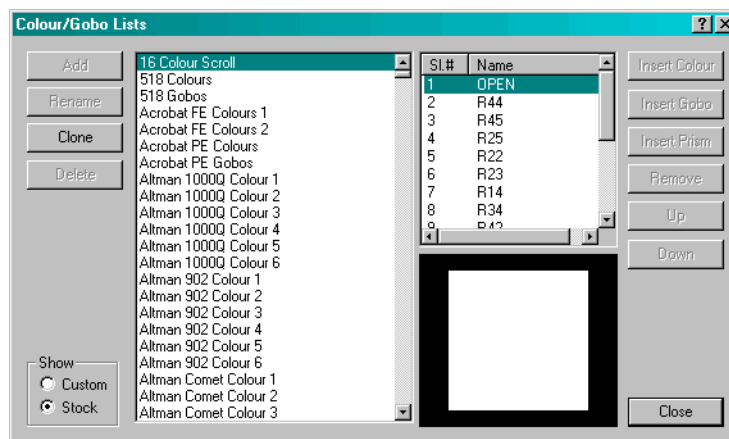 Colour/Gobo Lists
Add
Rename
Clone
Delete
Show
Custom
Stock
16 Colour Scroll
518 Colours
518 Gobos
Acrobat FE Colours 1
Acrobat FE Colours 2
Acrobat PE Colours
Acrobat PE Gobos
Altman 1000Q Colour 1
Altman 1000Q Colour 2
Altman 1000Q Colour 3
Altman 1000Q Colour 4
Altman 1000Q Colour 5
Altman 1000Q Colour 6
Altman 902 Colour 1
Altman 902 Colour 2
Altman 902 Colour 3
Altman 902 Colour 4
Altman 902 Colour 5
Altman 902 Colour 6
Altman Comet Colour 1
Altman Comet Colour 2
Altman Comet Colour 3
Sl.# Name
1 OPEN
2 R44
3 R45
4 R25
5 R22
6 R23
7 R14
8 R34
9 R42
Insert Colour
Insert Gobo
Insert Prism
Remove
Up
Down
Close